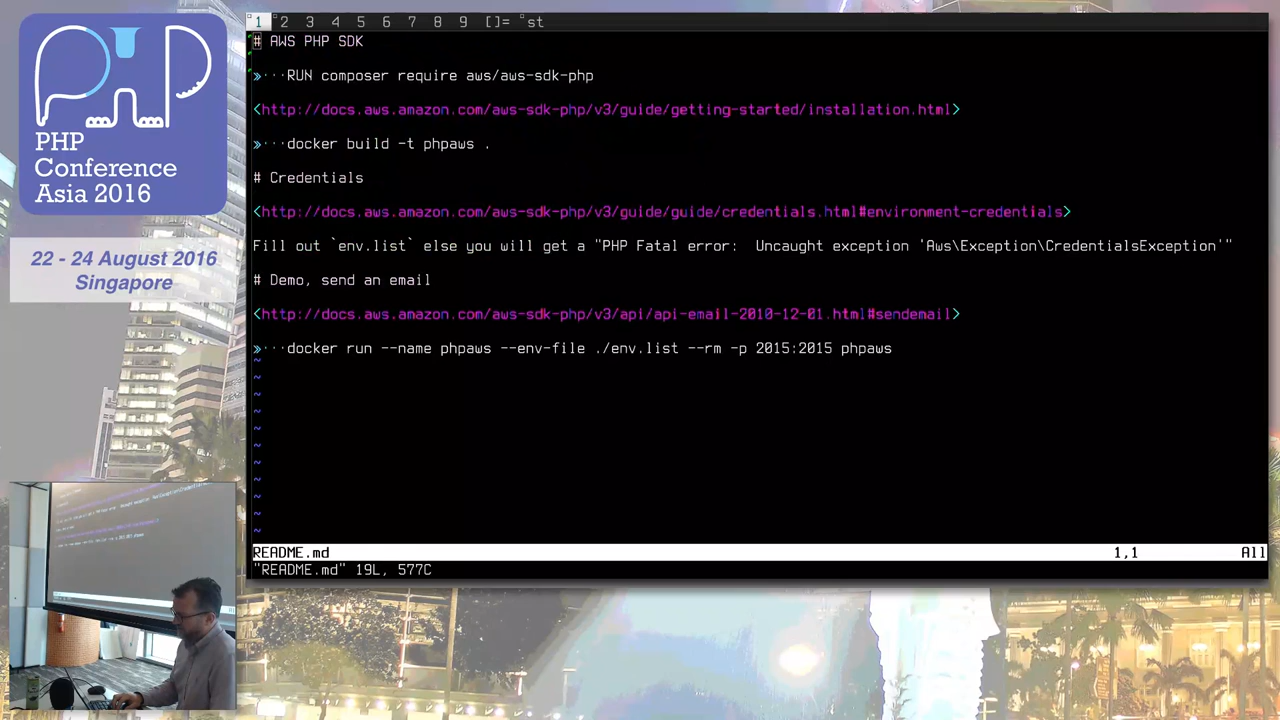 PHP
Conference
Asia 2016
22 - 24 August 2016
Singapore
1 2 3 4 5 6 7 8 9 []= st
# AWS PHP SDK
»···RUN composer require aws/aws-sdk-php
<http://docs.aws.amazon.com/aws-sdk-php/v3/guide/getting-started/installation.html>
»···docker build -t phpaws .
# Credentials
<http://docs.aws.amazon.com/aws-sdk-php/v3/guide/guide/credentials.html#environment-credentials>
Fill out `env.list` else you will get a "PHP Fatal error:  Uncaught exception 'Aws\Exception\CredentialsException'"
# Demo, send an email
<http://docs.aws.amazon.com/aws-sdk-php/v3/api/api-email-2010-12-01.html#sendemail>
»···docker run --name phpaws --env-file ./env.list --rm -p 2015:2015 phpaws
~
~
~
~
~
~
~
~
~
~
~
README.md 1,1 All
"README.md" 19L, 577C